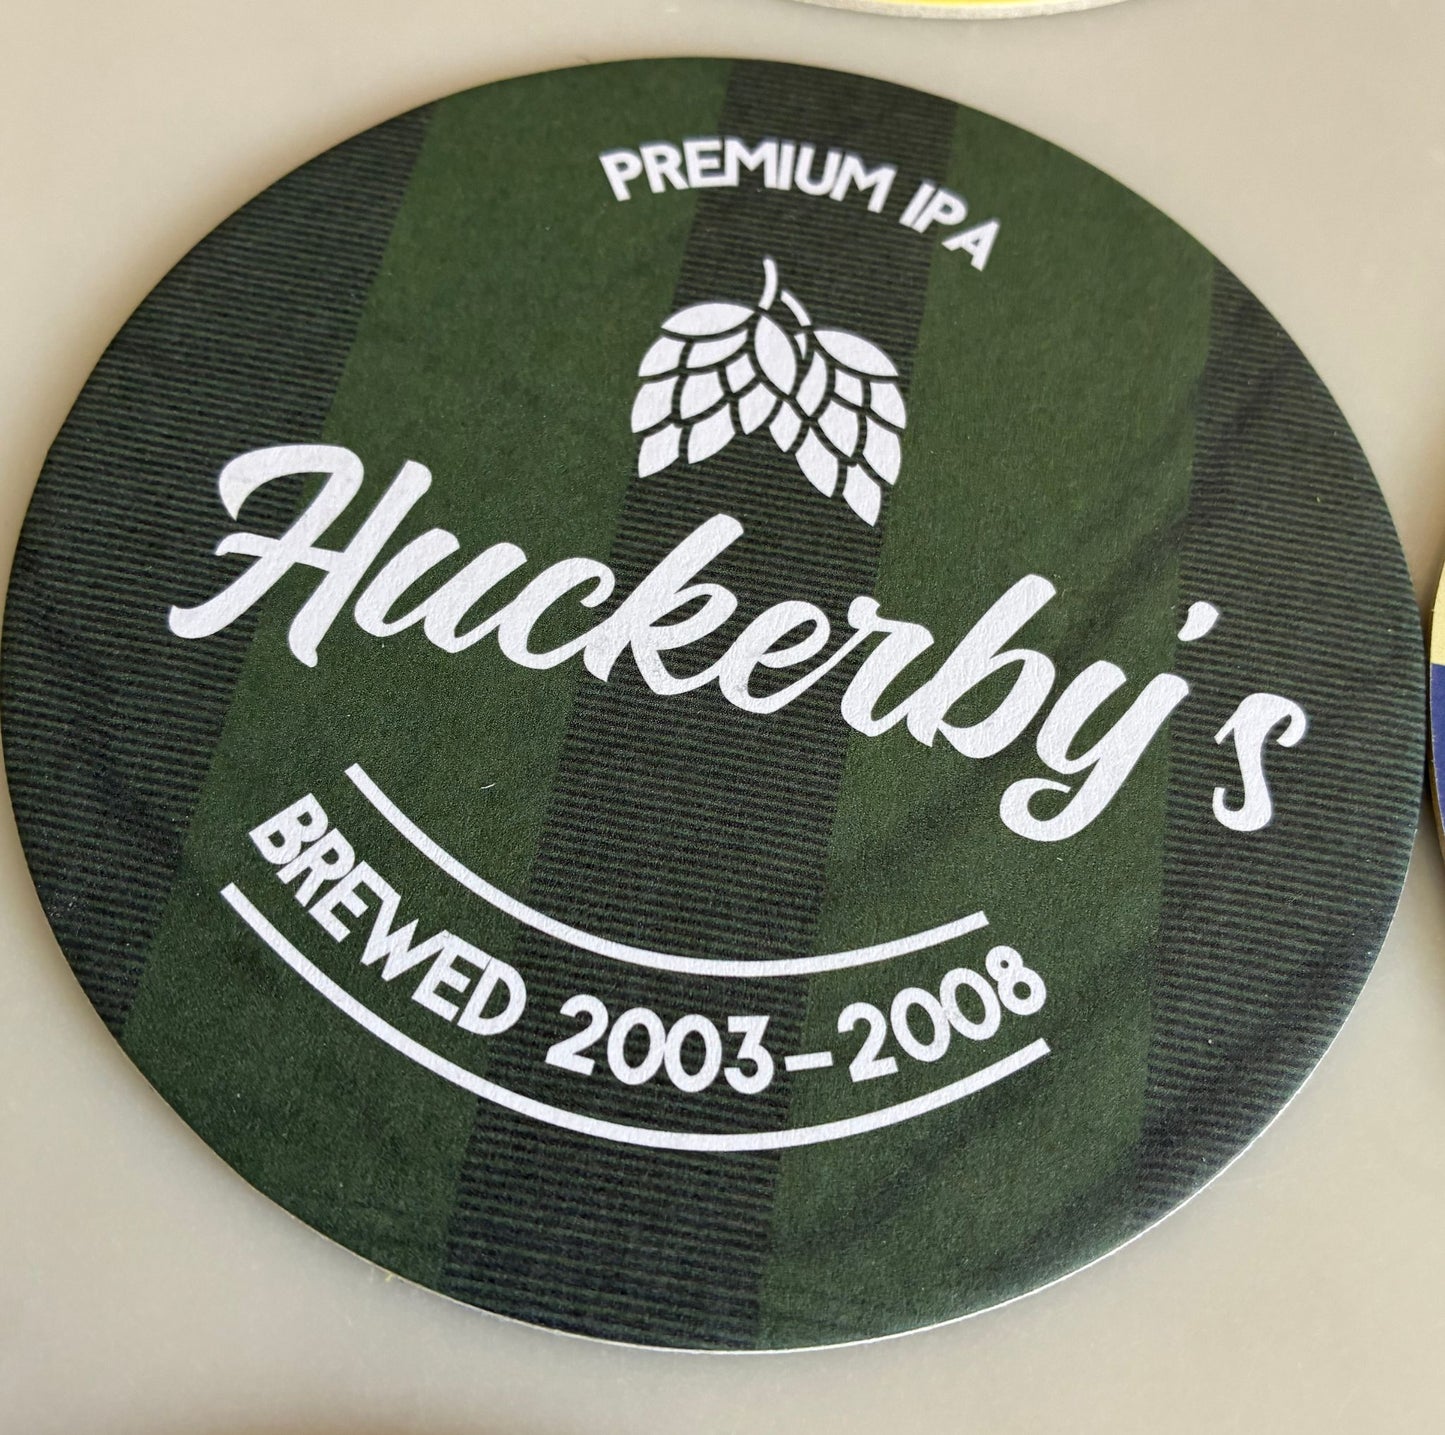 PREMIUM IPA
Huckerby's
BREWED 2003-2008